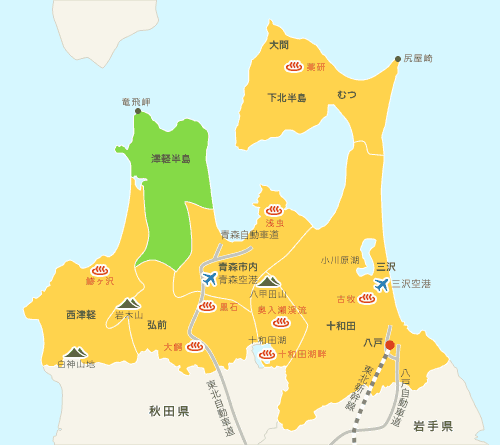 大間
薬研
尻屋崎
下北半島
むつ
竜飛岬
津軽半島
浅虫
青森自動車道
小川原湖
青森市内
青森空港
三沢
三沢空港
鯵ヶ沢
八甲田山
古牧
岩木山
黒石
奥入瀬渓流
西津軽
弘前
十和田
十和田湖
八戸
大鰐
十和田湖畔
白神山地
東北自動車道
東北新幹線
八戸自動車道
秋田県
岩手県